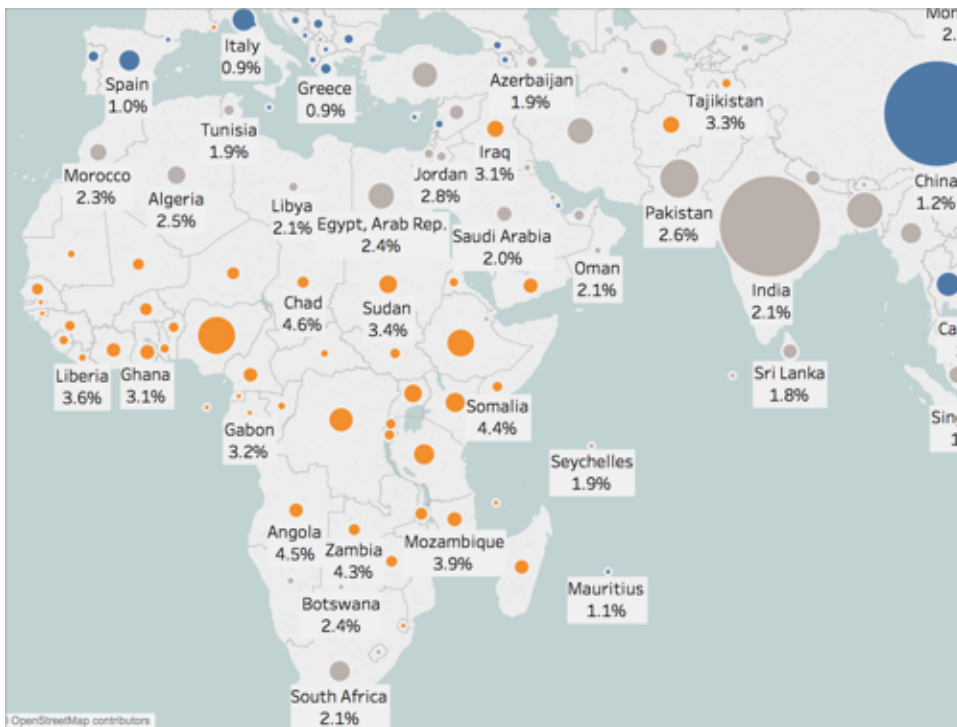 Mon
2.
Italy
0.9%
Spain
1.0%
Greece
0.9%
Azerbaijan
1.9%
Tajikistan
3.3%
Tunisia
1.9%
Iraq
3.1%
Morocco
2.3%
Algeria
2.5%
Libya
2.1%
Egypt, Arab Rep.
2.4%
Jordan
2.8%
Saudi Arabia
2.0%
Pakistan
2.6%
China
1.2%
Oman
2.1%
India
2.1%
Chad
4.6%
Sudan
3.4%
Ca
Liberia
3.6%
Ghana
3.1%
Sri Lanka
1.8%
Somalia
4.4%
Gabon
3.2%
Sing
1
Seychelles
1.9%
Angola
4.5%
Zambia
4.3%
Mozambique
3.9%
Mauritius
1.1%
Botswana
2.4%
South Africa
2.1%
© OpenStreetMap contributors